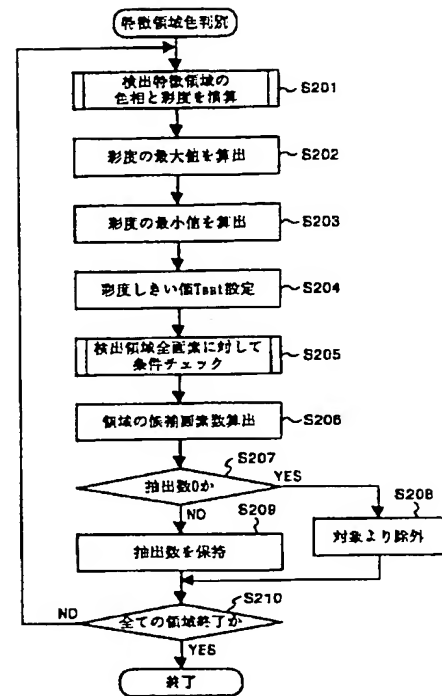 特徴領域色判別
検出特徴領域の
色相と彩度を演算
S201
彩度の最大値を算出
S202
彩度の最小値を算出
S203
彩度しきい値Tsat設定
S204
検出領域全画素に対して
条件チェック
S205
領域の候補画素数算出
S206
S207
抽出数0か
YES
NO
S208
対象より除外
S209
抽出数を保持
S210
全ての領域終了か
NO
YES
終了